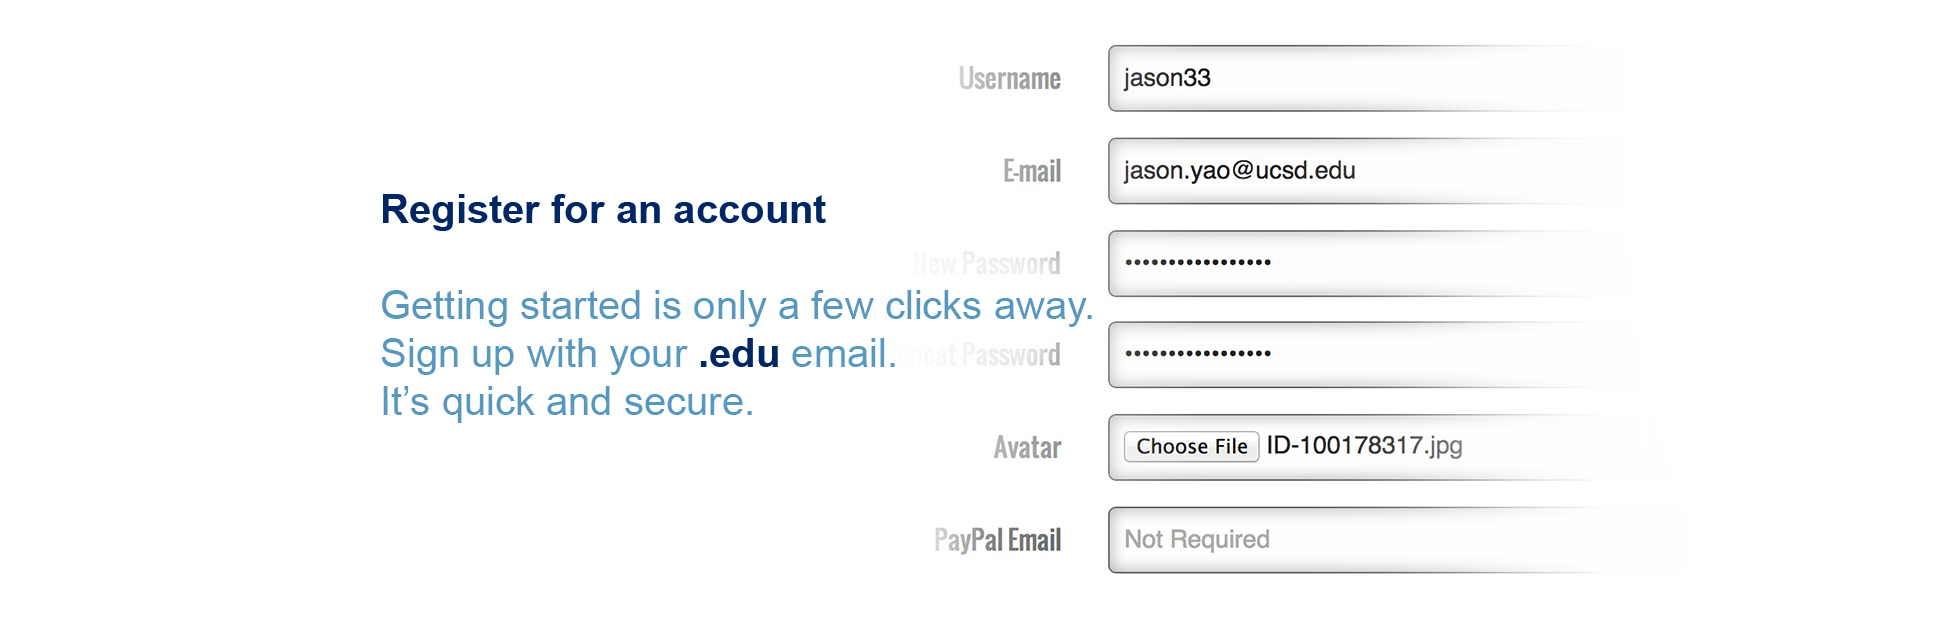 Register for an account
Getting started is only a few clicks away.
Sign up with your .edu email.
It’s quick and secure.
Username
jason33
E-mail
jason.yao@ucsd.edu
New Password
•••••••••••••••••
Password
•••••••••••••••••
Avatar
Choose File ID-100178317.jpg
PayPal Email
Not Required